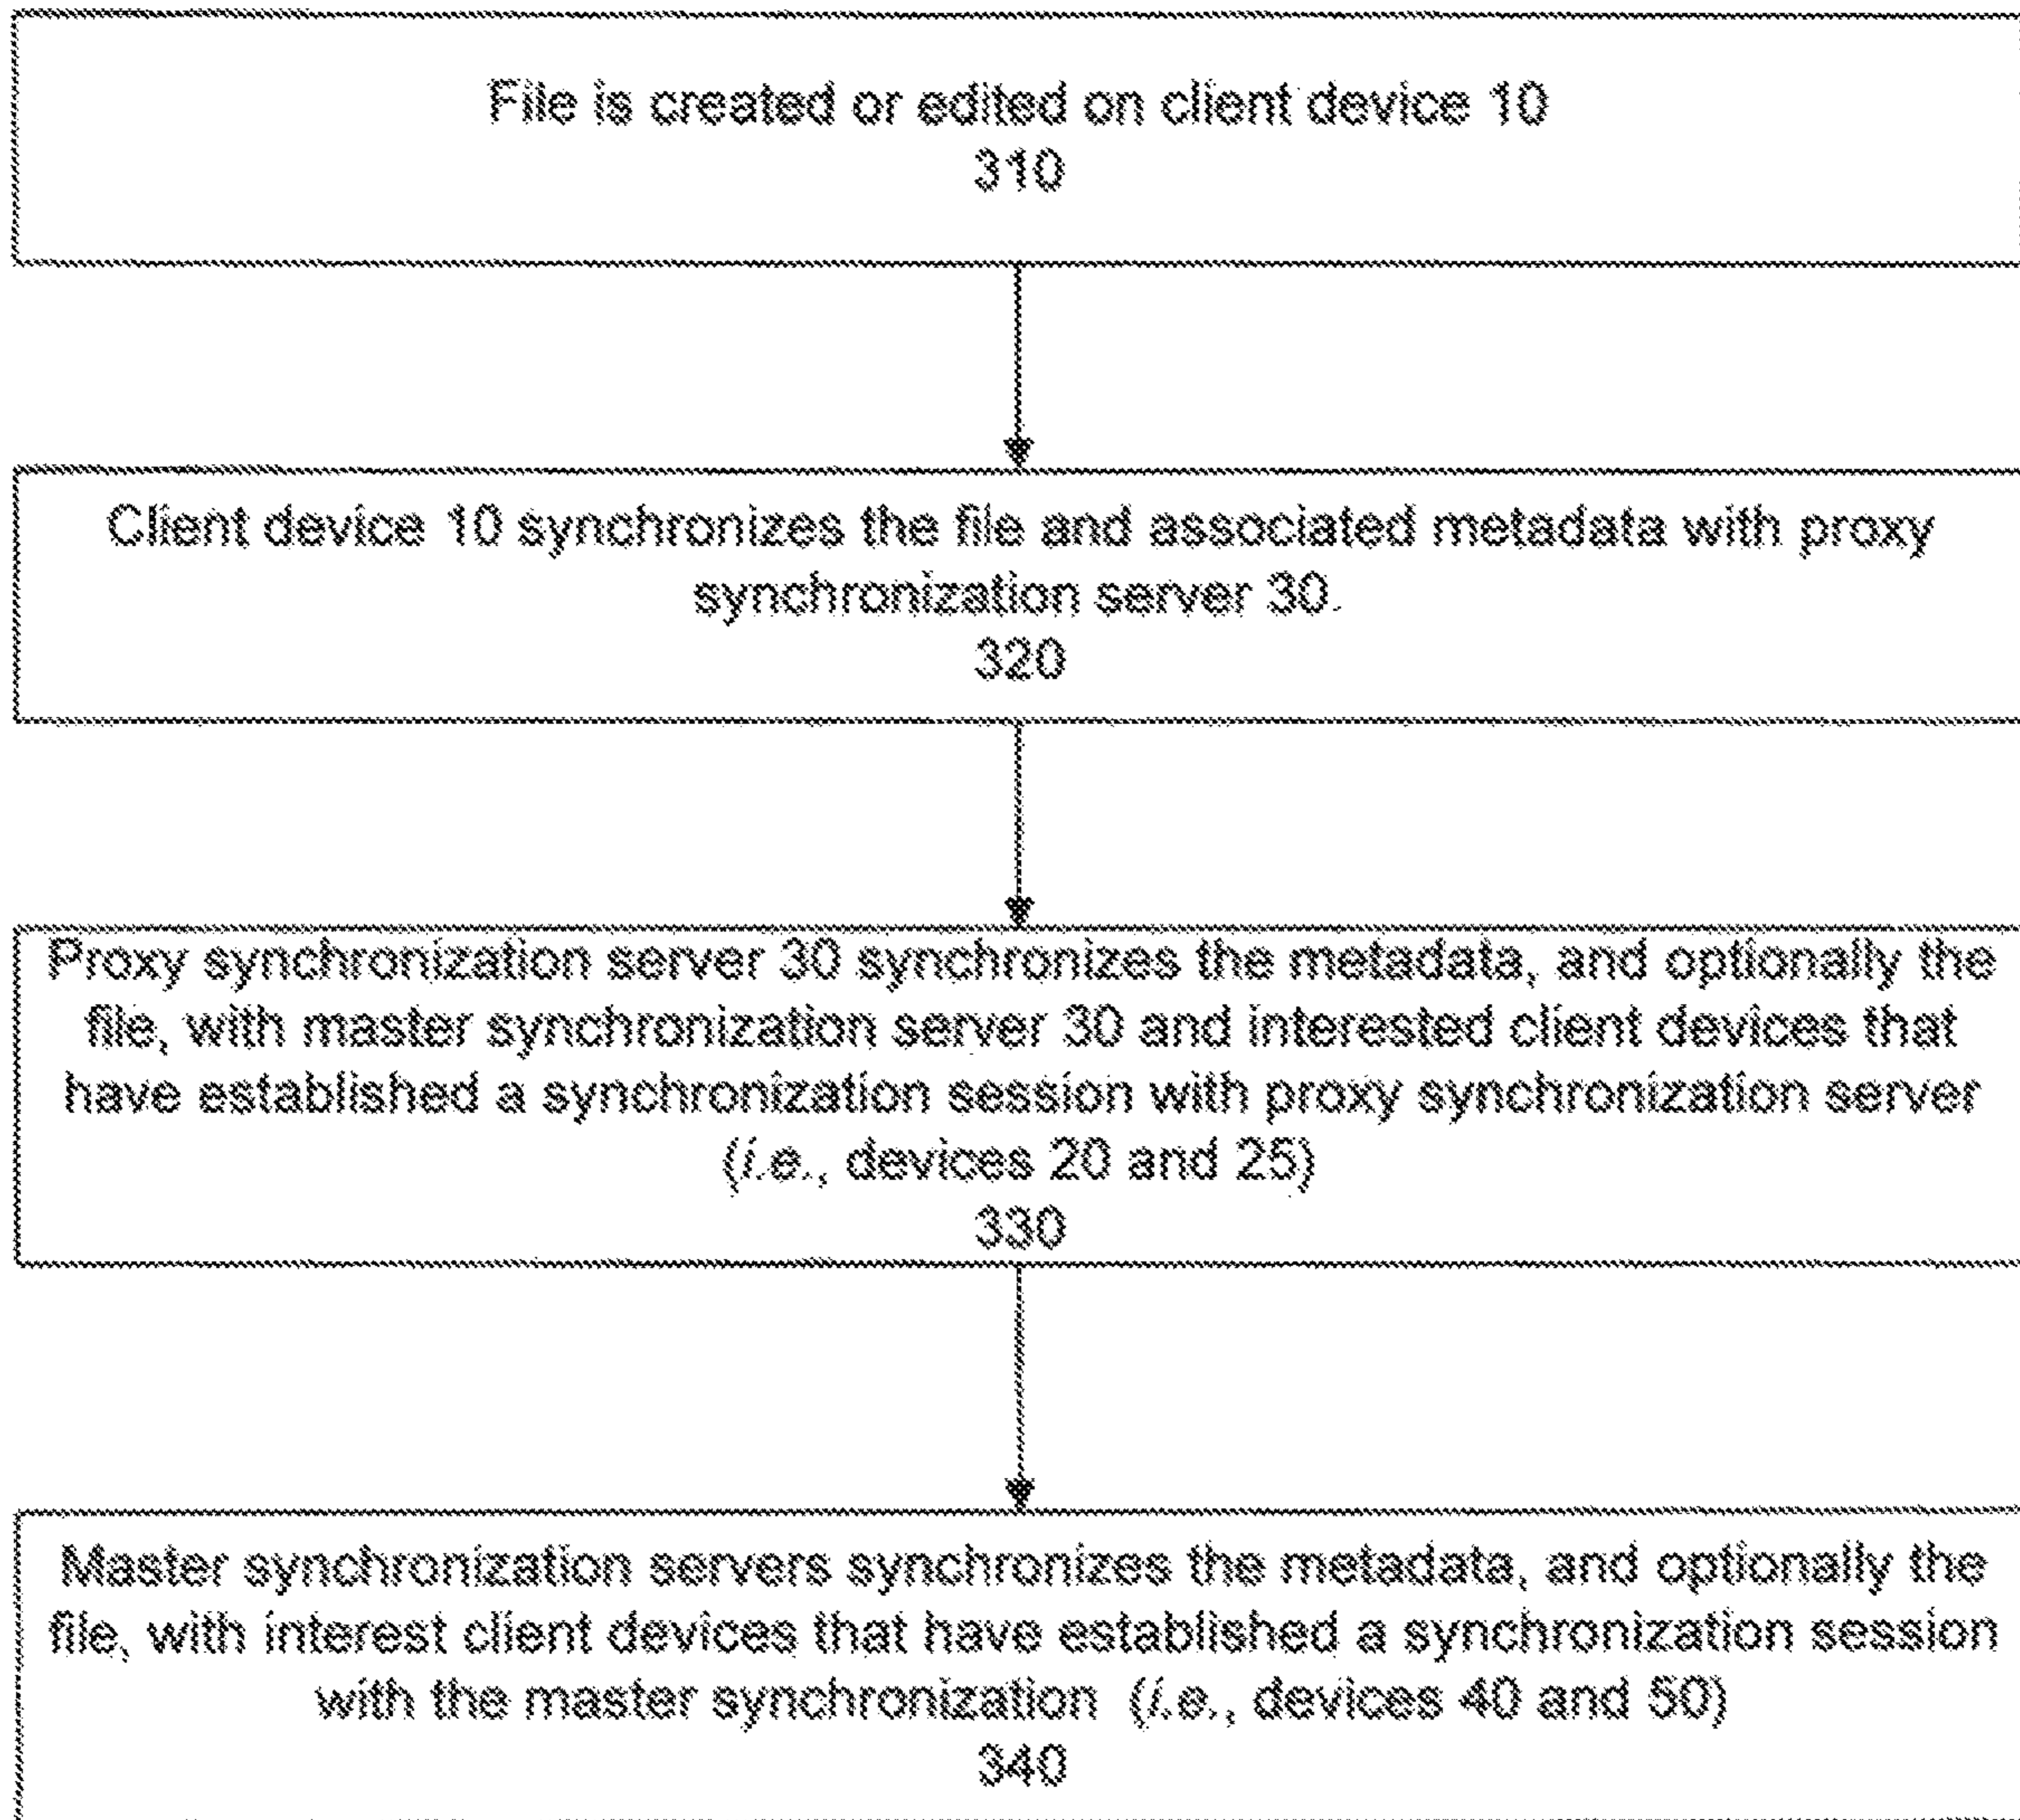 File is created or edited on client device 10
310
Client device 10 synchronizes the file and associated metadata with proxy
synchronization server 30.
320
Proxy synchronization server 30 synchronizes the metadata, and optionally the
file, with master synchronization server 30 and interested client devices that
have established a synchronization session with proxy synchronization server
(i.e., devices 20 and 25)
330
Master synchronization servers synchronizes the metadata, and optionally the
file, with interest client devices that have established a synchronization session
with the master synchronization (i.e., devices 40 and 50)
340